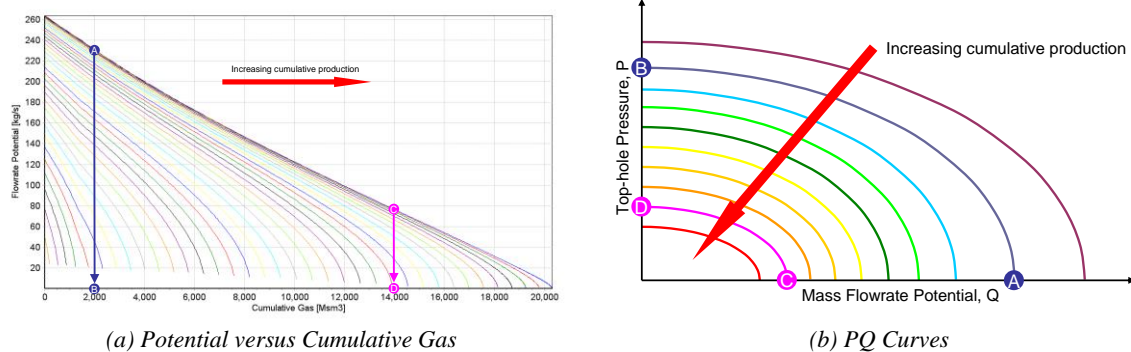 260
240
220
200
180
160
140
120
100
80
60
40
20
Flowrate Potential [kg/s]
A
Increasing cumulative production
C
B
D
0
2,000
4,000
6,000
8,000
10,000
12,000
14,000
16,000
18,000
20,000
Cumulative Gas [Msm3]
(a) Potential versus Cumulative Gas
Top-hole Pressure, P
Increasing cumulative production
B
D
C
A
Mass Flowrate Potential, Q
(b) PQ Curves